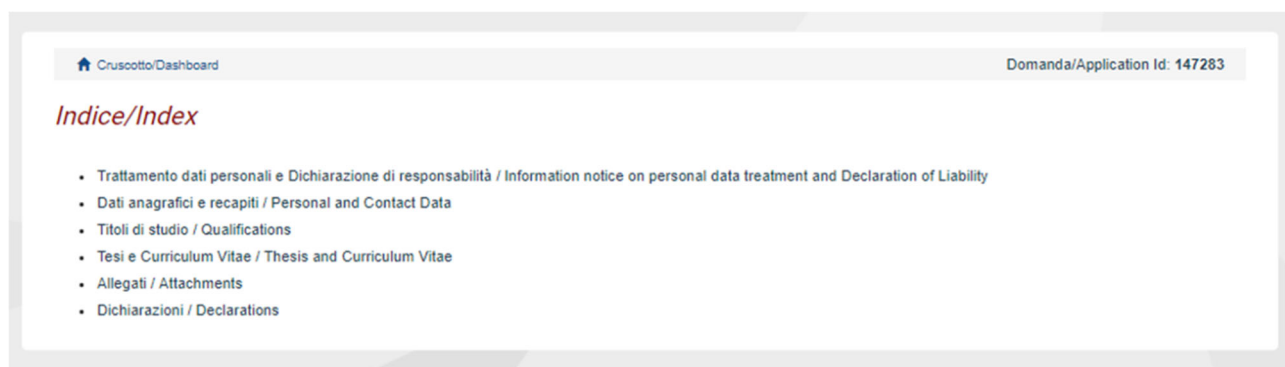 Cruscotto/Dashboard
Domanda/Application Id: 147283
Indice/Index
Trattamento dati personali e Dichiarazione di responsabilità / Information notice on personal data treatment and Declaration of Liability
Dati anagrafici e recapiti / Personal and Contact Data
Titoli di studio / Qualifications
Tesi e Curriculum Vitae / Thesis and Curriculum Vitae
Allegati / Attachments
Dichiarazioni / Declarations